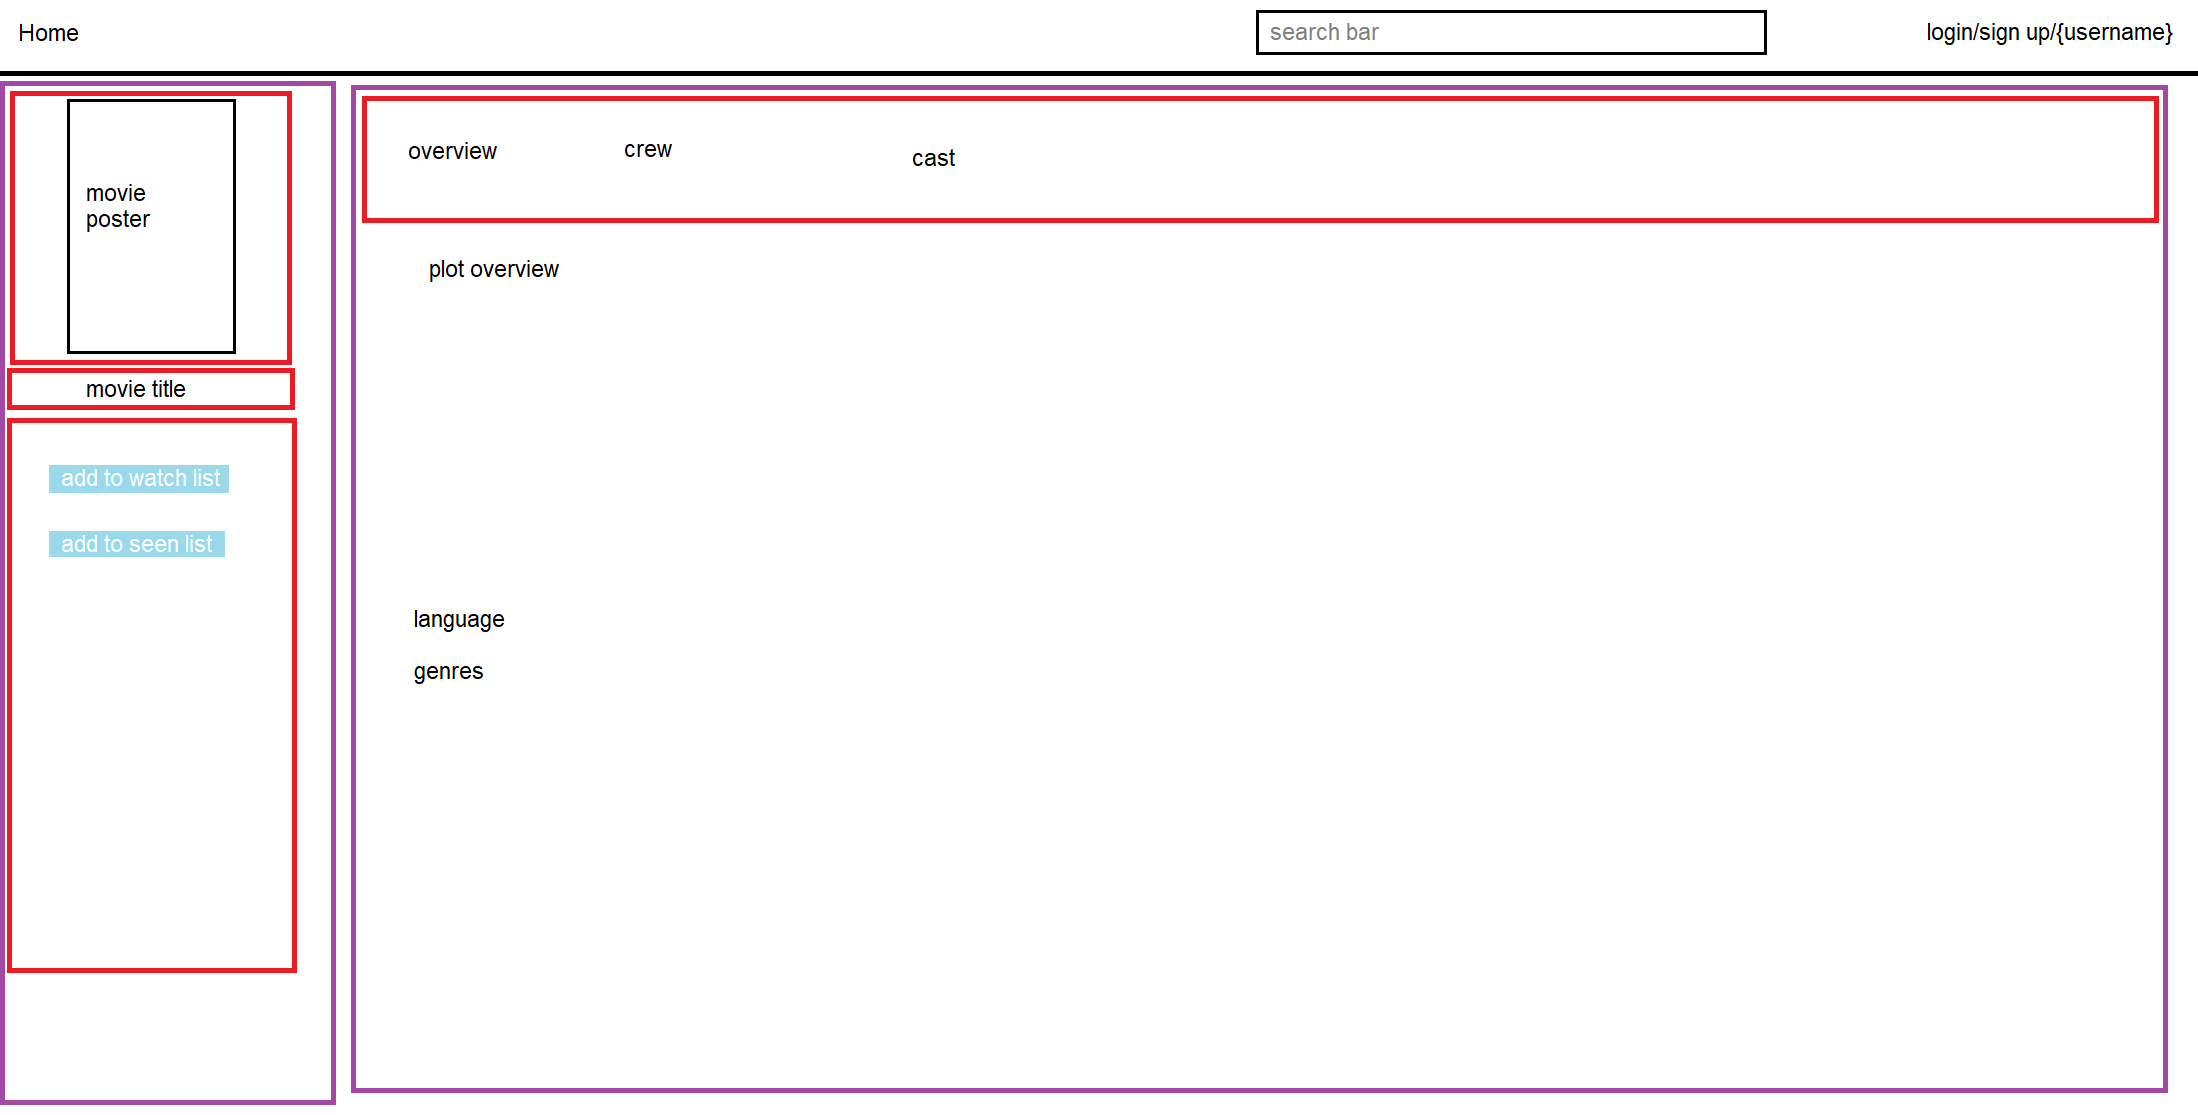 Home
search bar
login/sign up/{username}
movie
poster
movie title
add to watch list
add to seen list
overview
crew
cast
plot overview
language
genres